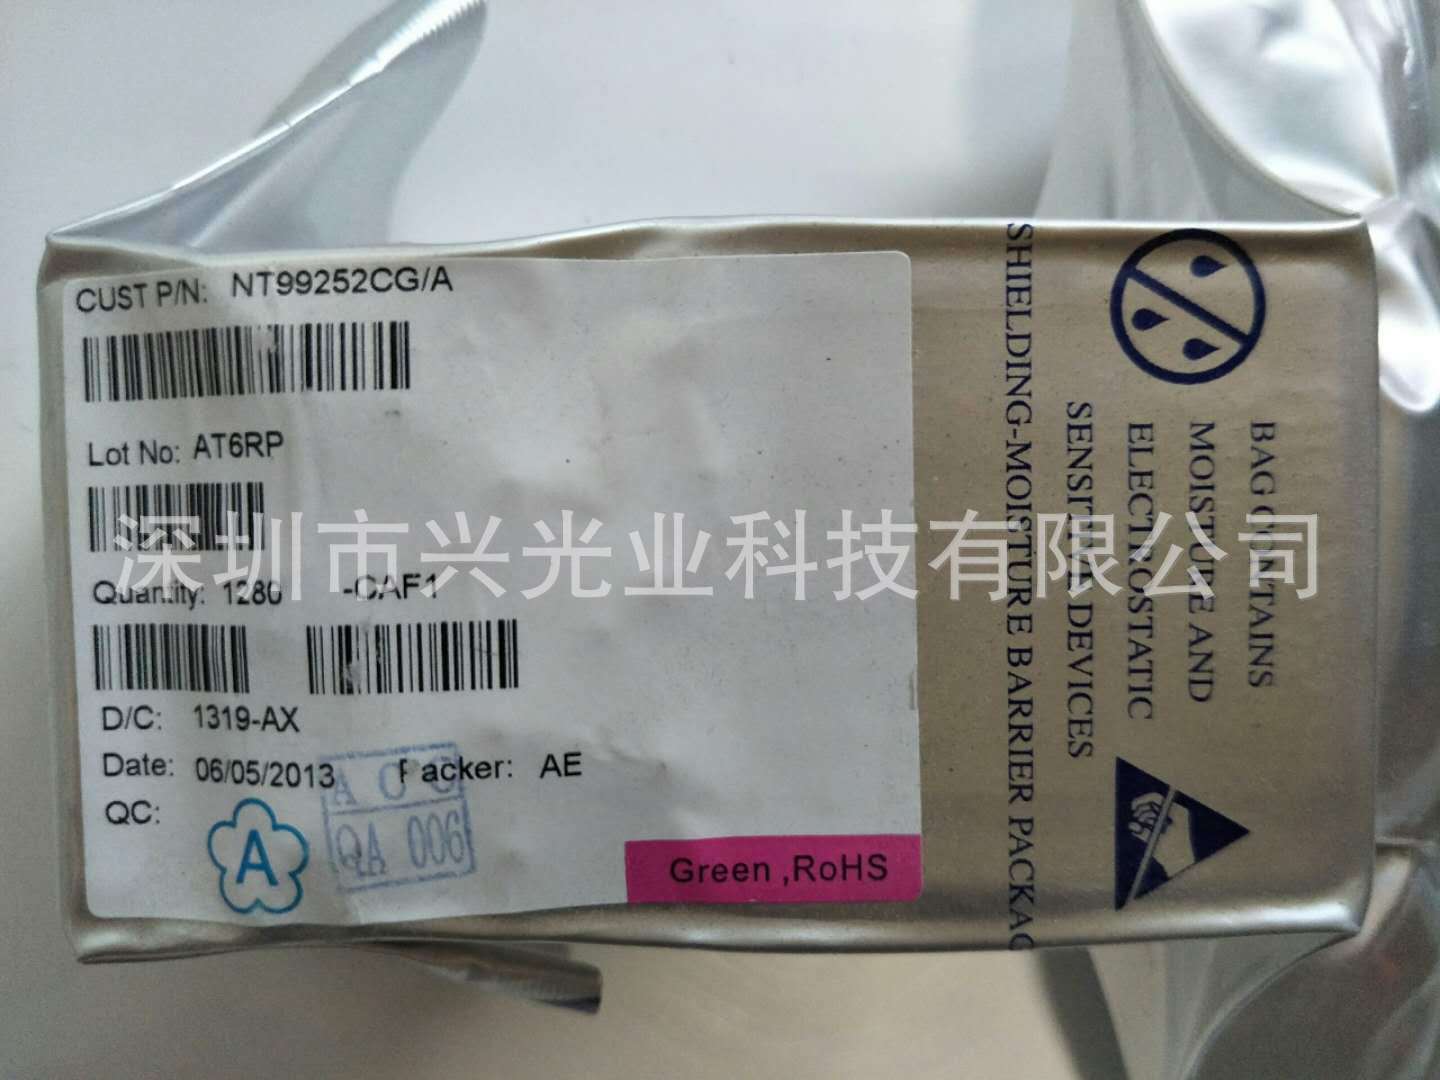 CUST P/N: NT99252CG/A
Lot No: AT6RP
Quantity: 1280 -CAF1
D/C: 1319-AX
Date: 06/05/2013 Packer: AE
QC:
A
QA 006
Green ,RoHS
BAG CONTAINS
MOISTURE AND
ELECTROSTATIC
SENSITIVE DEVICES
SHIELDING-MOISTURE BARRIER PACKAG
深圳市兴光业科技有限公司